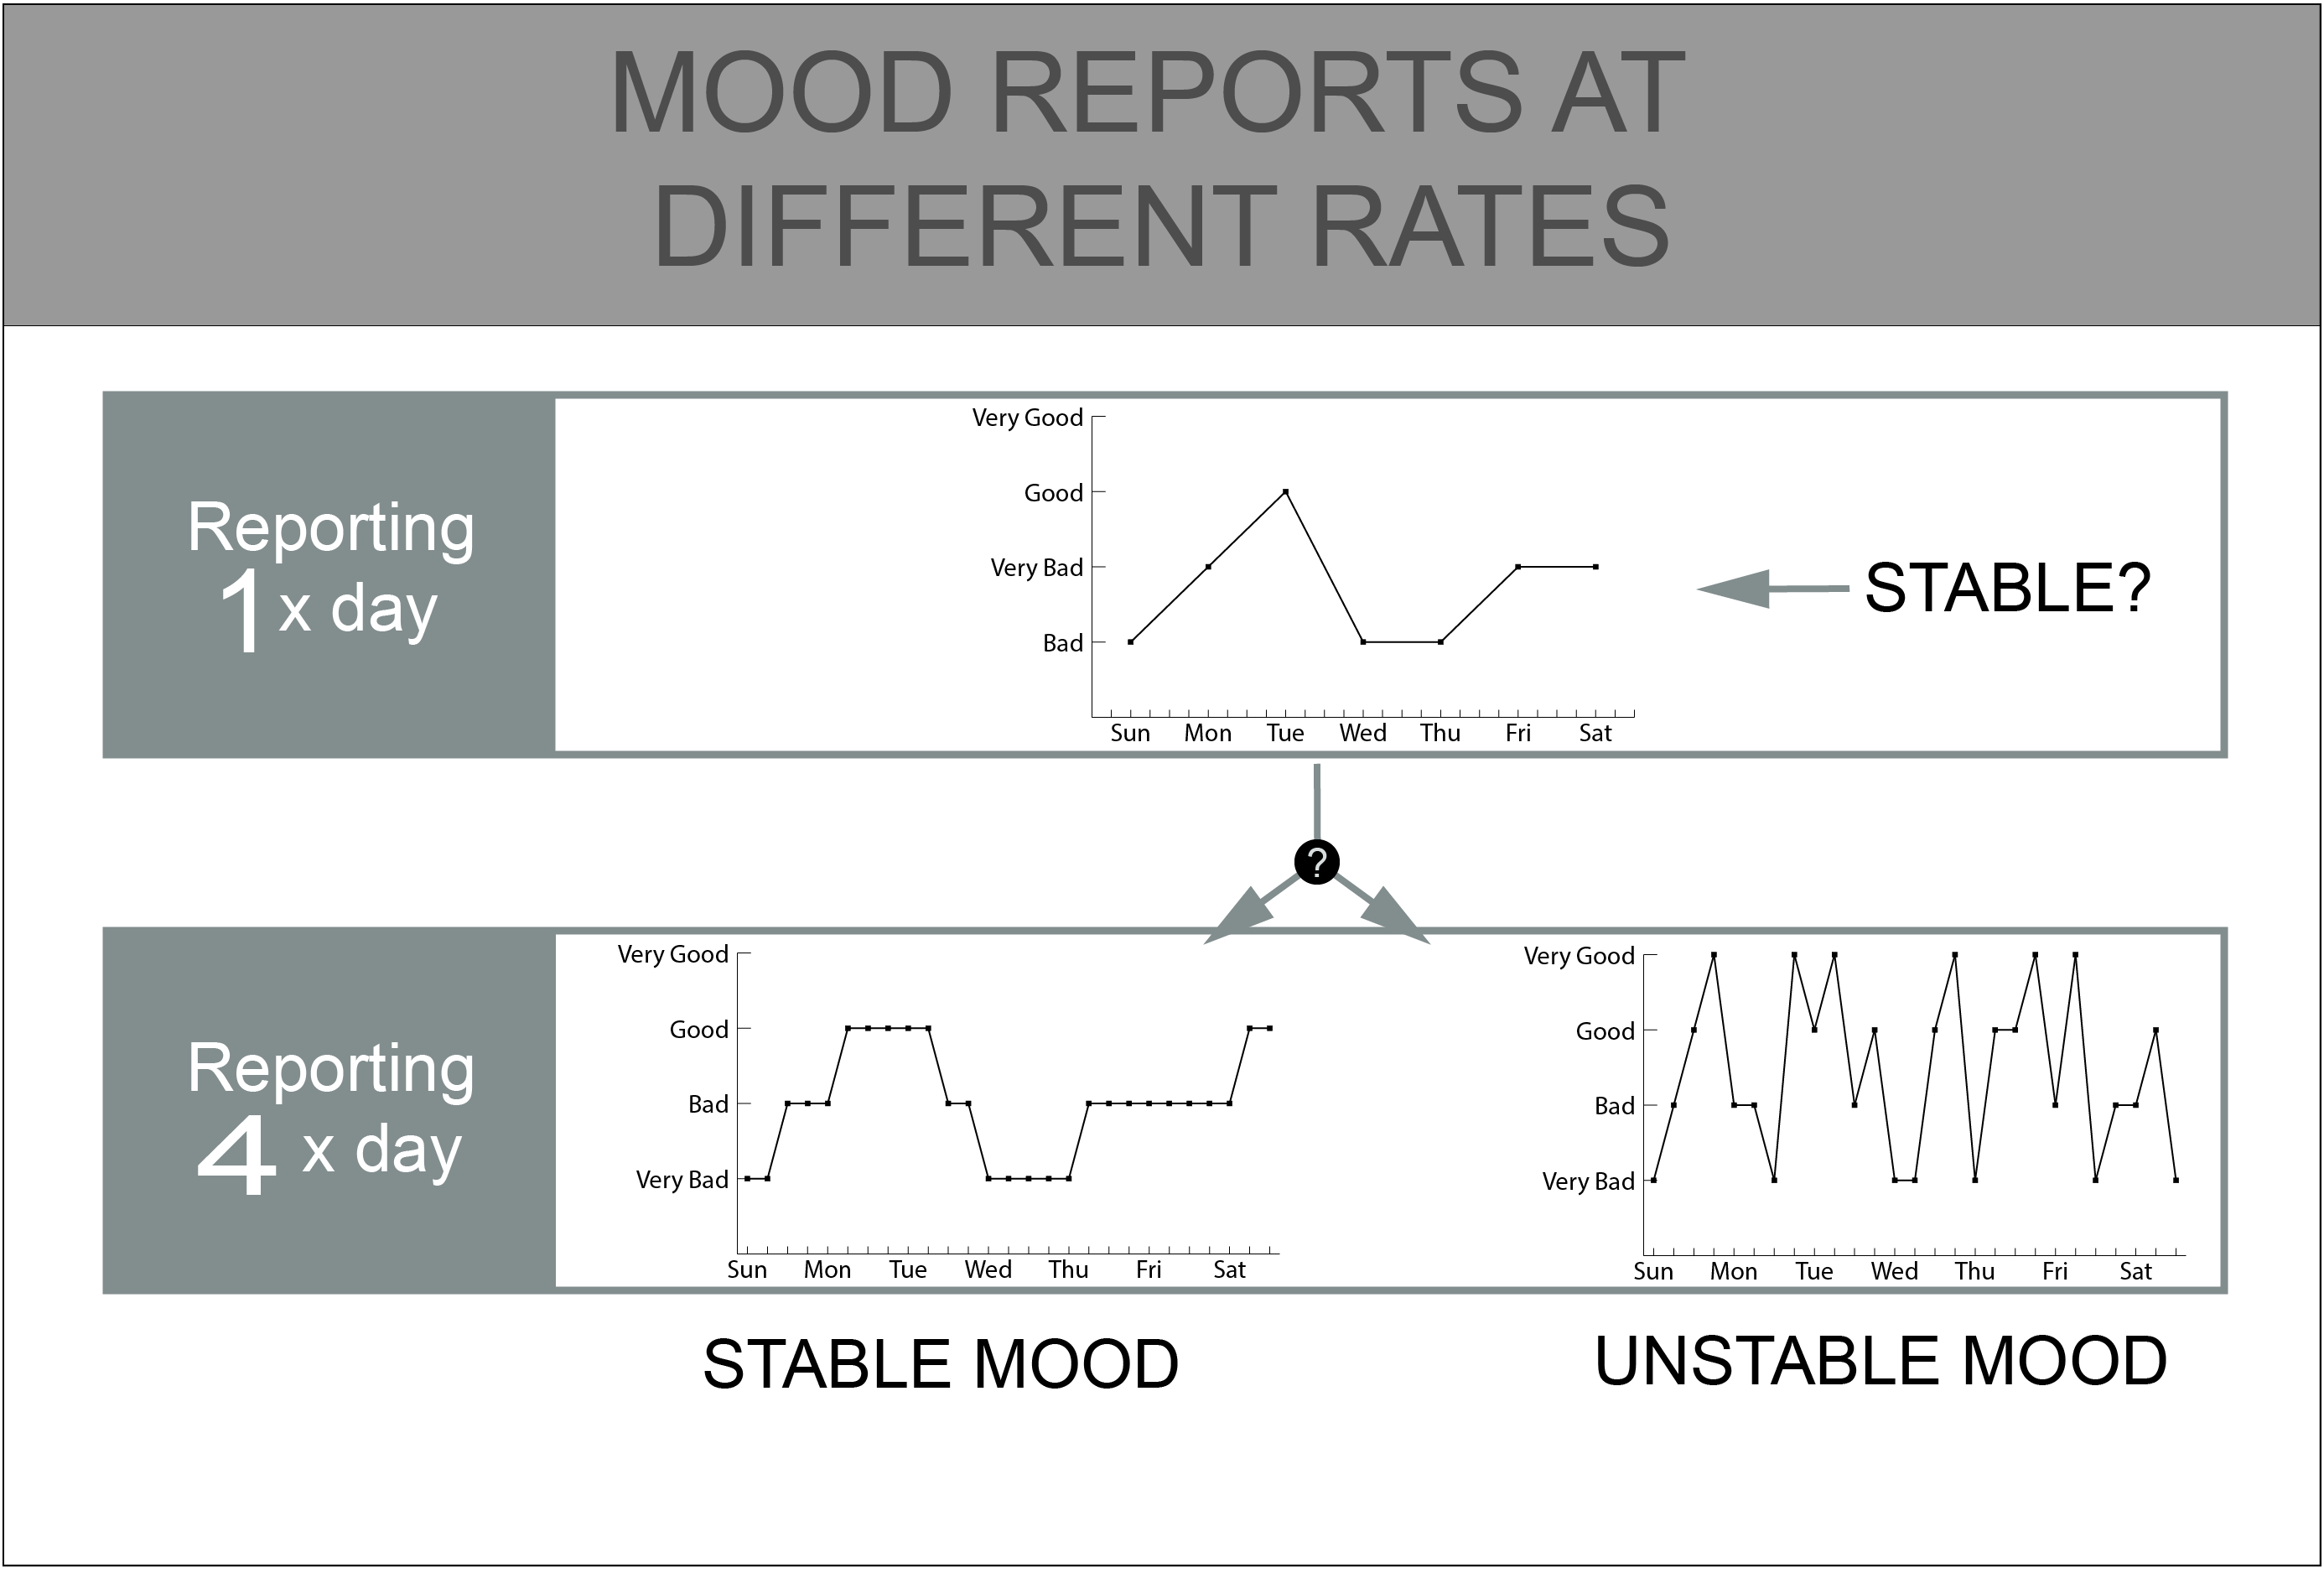 MOOD REPORTS AT
DIFFERENT RATES
Reporting
1 x day
Very Good
Good
Very Bad
Bad
Sun Mon Tue Wed Thu Fri Sat
STABLE?
?
Reporting
4 x day
Very Good
Good
Bad
Very Bad
Sun Mon Tue Wed Thu Fri Sat
Very Good
Good
Bad
Very Bad
Sun Mon Tue Wed Thu Fri Sat
STABLE MOOD
UNSTABLE MOOD